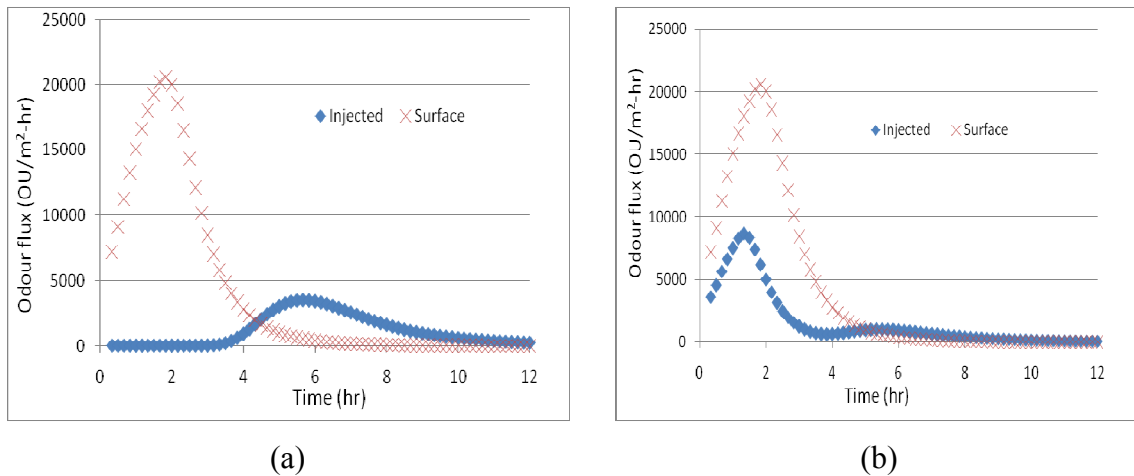 25000
20000
15000
10000
5000
0
Odour flux (OU/m²-hr)
Injected Surface
0 2 4 6 8 10 12
Time (hr)
(a)
25000
20000
15000
10000
5000
0
Odour flux (OU/m²-hr)
Injected Surface
0 2 4 6 8 10 12
Time (hr)
(b)